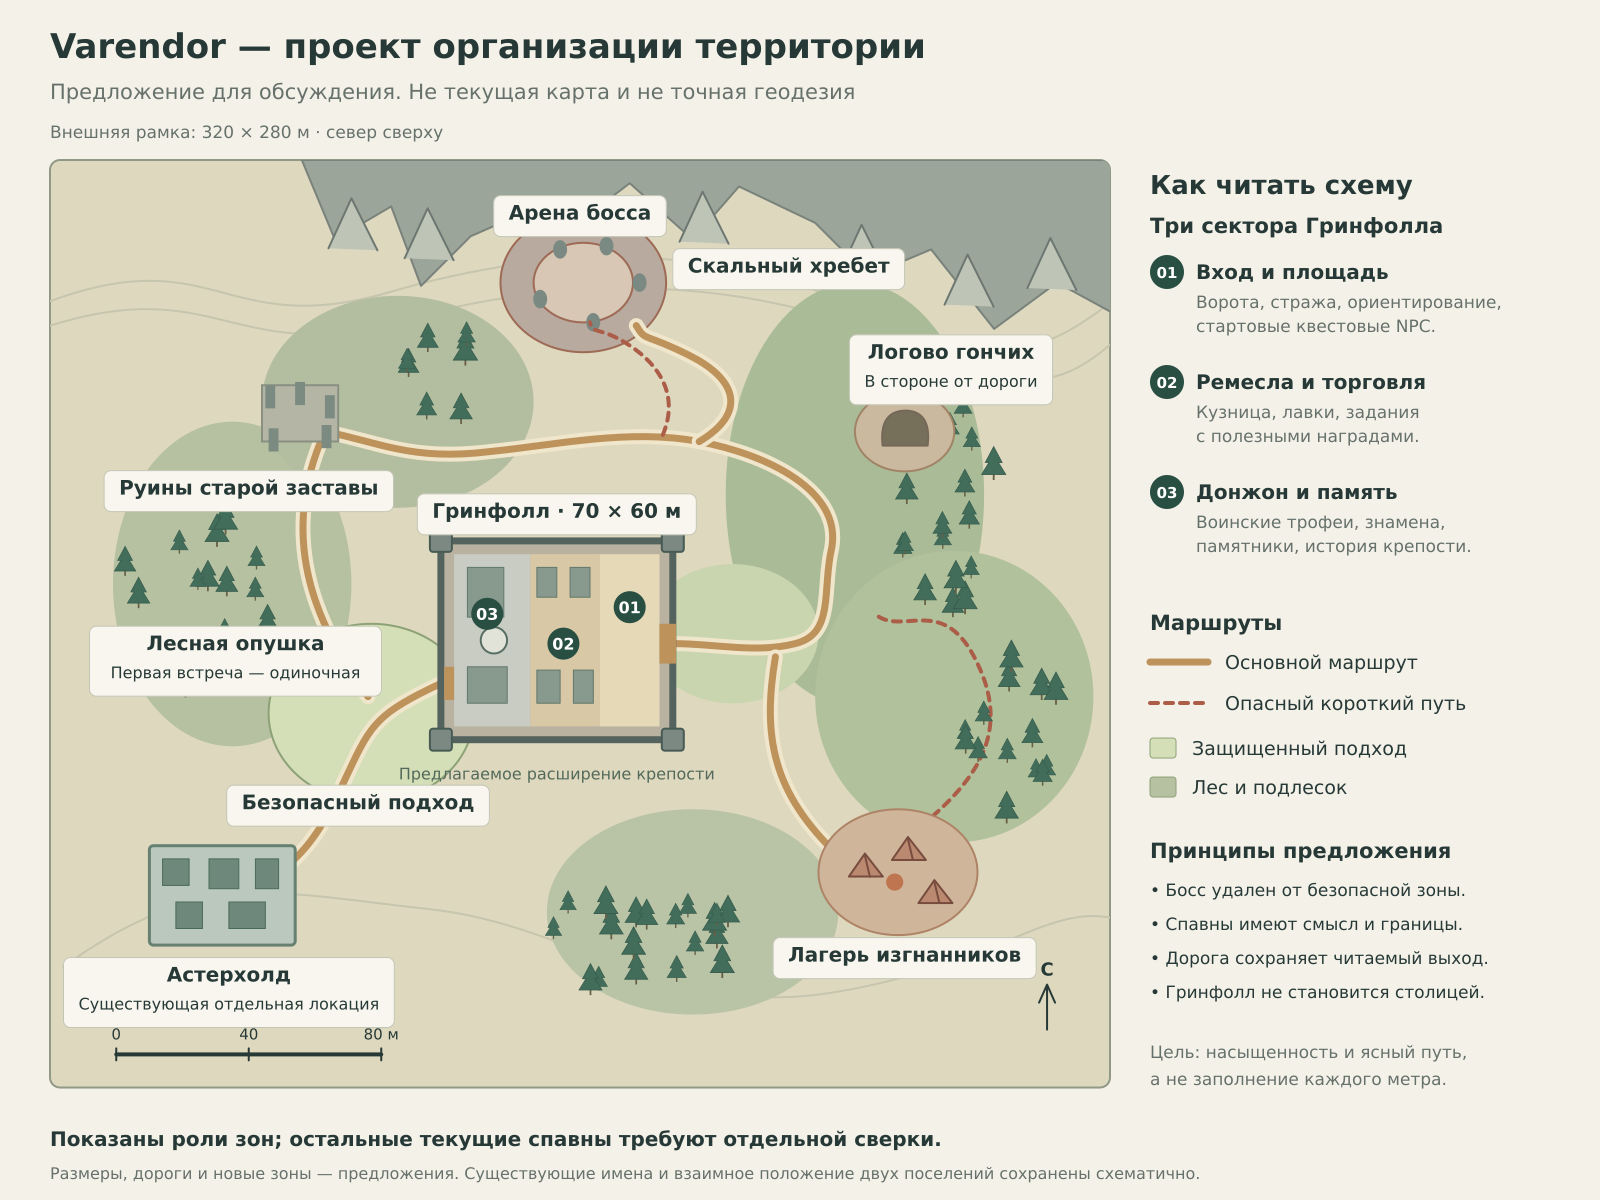 Varendor — проект организации территории
Предложение для обсуждения. Не текущая карта и не точная геодезия
Внешняя рамка: 320 × 280 м · север сверху
Арена босса
Скальный хребет
Логово гончих
В стороне от дороги
Руины старой заставы
Гринфолл · 70 × 60 м
01
02
03
Лесная опушка
Первая встреча — одиночная
Предлагаемое расширение крепости
Безопасный подход
Лагерь изгнанников
С
Астерхолд
Существующая отдельная локация
0 40 80 м
Как читать схему
Три сектора Гринфолла
01 Вход и площадь
Ворота, стража, ориентирование,
стартовые квестовые NPC.
02 Ремесла и торговля
Кузница, лавки, задания
с полезными наградами.
03 Донжон и память
Воинские трофеи, знамена,
памятники, история крепости.
Маршруты
Основной маршрут
Опасный короткий путь
Защищенный подход
Лес и подлесок
Принципы предложения
• Босс удален от безопасной зоны.
• Спавны имеют смысл и границы.
• Дорога сохраняет читаемый выход.
• Гринфолл не становится столицей.
Цель: насыщенность и ясный путь,
а не заполнение каждого метра.
Показаны роли зон; остальные текущие спавны требуют отдельной сверки.
Размеры, дороги и новые зоны — предложения. Существующие имена и взаимное положение двух поселений сохранены схематично.